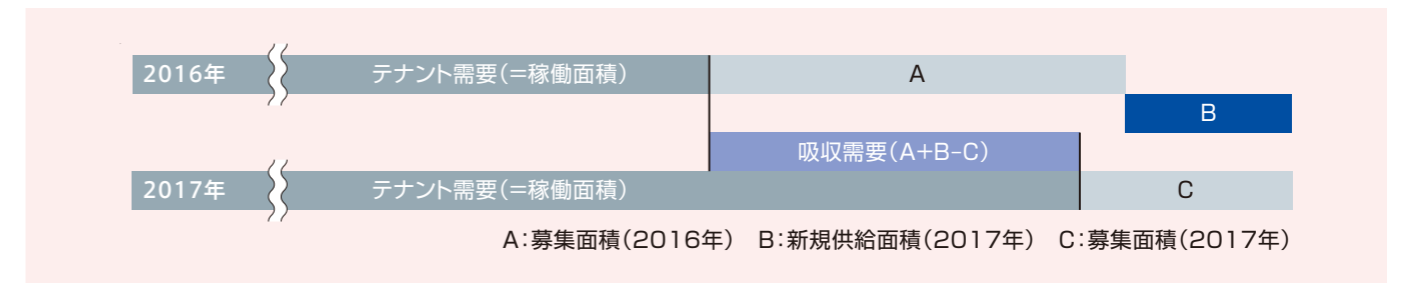 2016年 テナント需要(=稼働面積) A
B
吸収需要(A+B−C)
2017年 テナント需要(=稼働面積) C
A:募集面積(2016年) B:新規供給面積(2017年) C:募集面積(2017年)